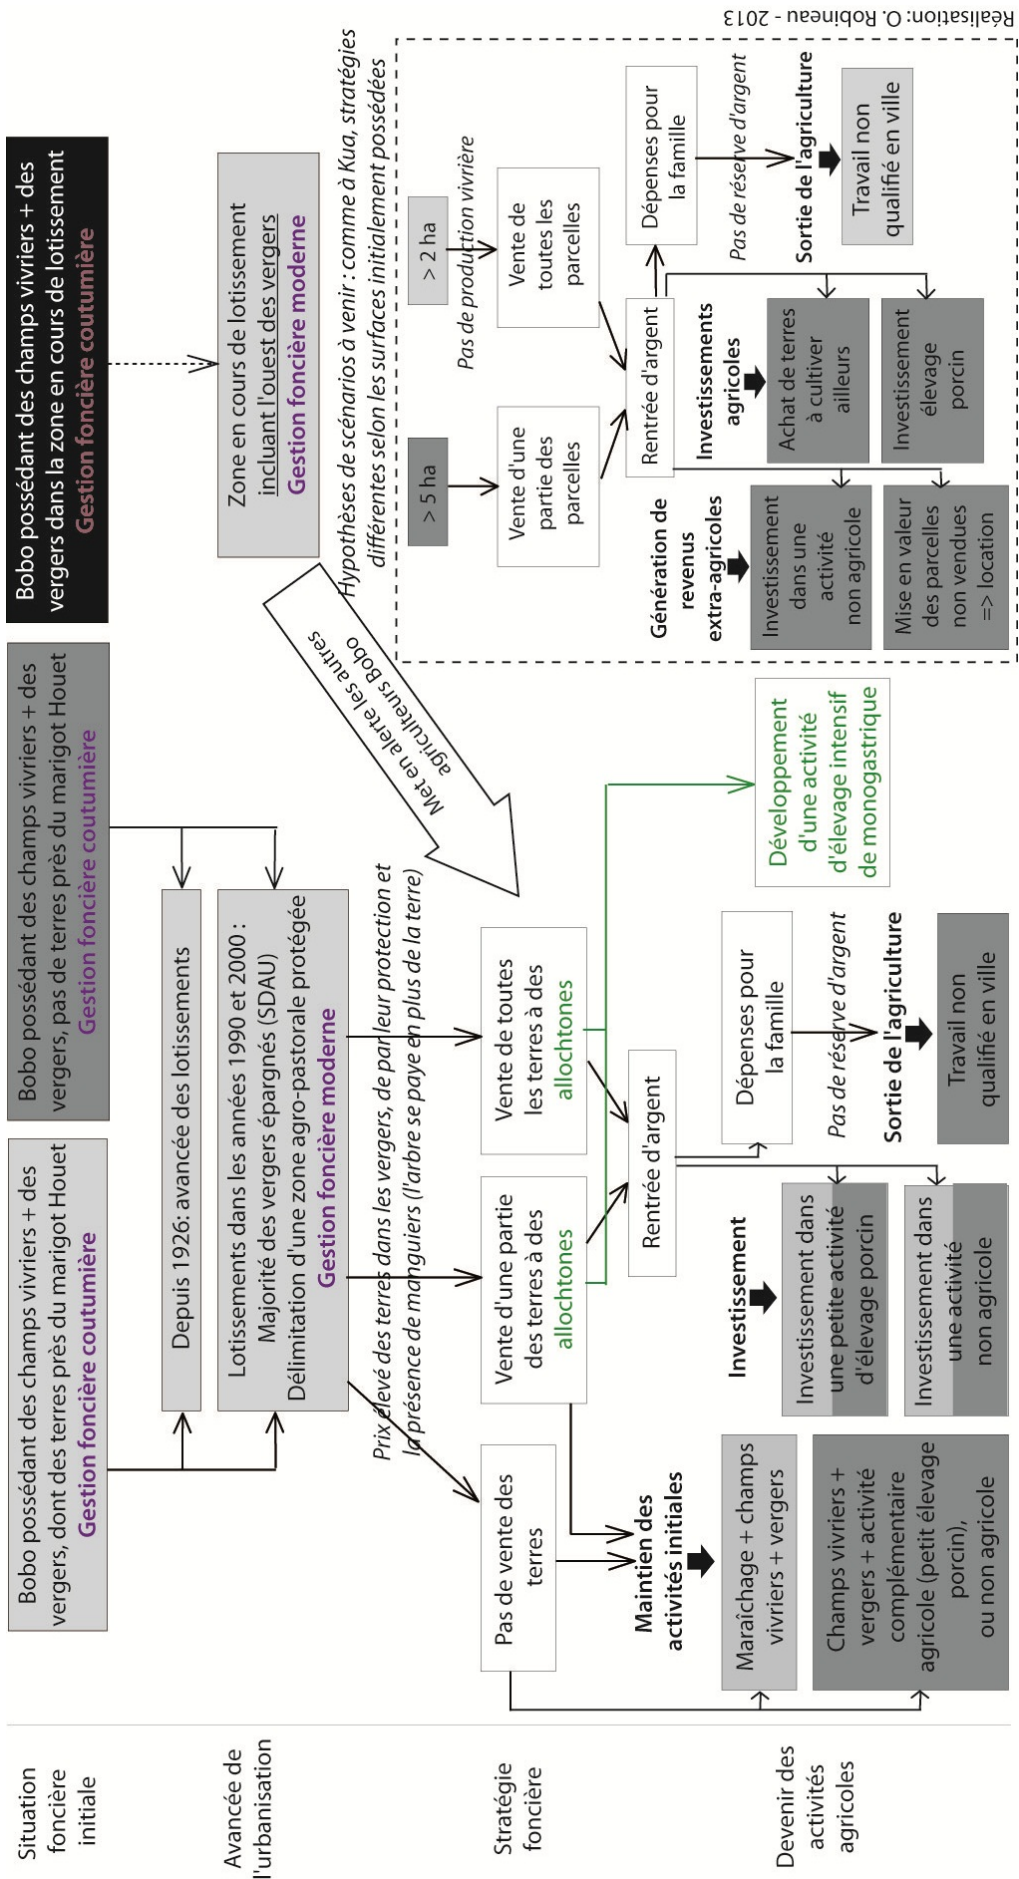 Situation
foncière
initiale
Bobo possédant des champs vivriers + des
vergers, dont des terres près du marigot Houet
Gestion foncière coutumière
Bobo possédant des champs vivriers + des
vergers, pas de terres près du marigot Houet
Gestion foncière coutumière
Bobo possédant des champs vivriers + des
vergers dans la zone en cours de lotissement
Gestion foncière coutumière
Avancée de
l'urbanisation
Depuis 1926: avancée des lotissements
Lotissements dans les années 1990 et 2000 :
Majorité des vergers épargnés (SDAU)
Délimitation d'une zone agro-pastorale protégée
Gestion foncière moderne
Zone en cours de lotissement
incluant l'ouest des vergers
Gestion foncière moderne
Met en alerte les autres
agriculteurs Bobo
Prix élevé des terres dans les vergers, de par leur protection et
la présence de manguiers (l'arbre se paye en plus de la terre)
Stratégie
foncière
Pas de vente des
terres
Vente d'une partie
des terres à des
allochtones
Vente de toutes
les terres à des
allochtones
Rentrée d'argent
Devenir des
activités
agricoles
Maintien des
activités initiales
Maraîchage + champs
vivriers + vergers
Champs vivriers +
vergers + activité
complémentaire
agricole (petit élevage
porcin),
ou non agricole
Investissement
Investissement dans
une petite activité
d'élevage porcin
Investissement dans
une activité
non agricole
Dépenses pour
la famille
Pas de réserve d'argent
Sortie de l'agriculture
Travail non
qualifié en ville
Développement
d'une activité
d'élevage intensif
de monogastrique
Hypothèses de scénarios à venir : comme à Kua, stratégies
différentes selon les surfaces initialement possédées
> 5 ha
> 2 ha
Pas de production vivrière
Vente d'une
partie des
parcelles
Vente de
toutes les
parcelles
Rentrée d'argent
Dépenses pour
la famille
Génération de
revenus
extra-agricoles
Investissement
dans une
activité
non agricole
Mise en valeur
des parcelles
non vendues
=> location
Investissements
agricoles
Achat de terres
à cultiver
ailleurs
Investissement
élevage
porcin
Pas de réserve d'argent
Sortie de l'agriculture
Travail non
qualifié en ville
Réalisation: O. Robineau - 2013